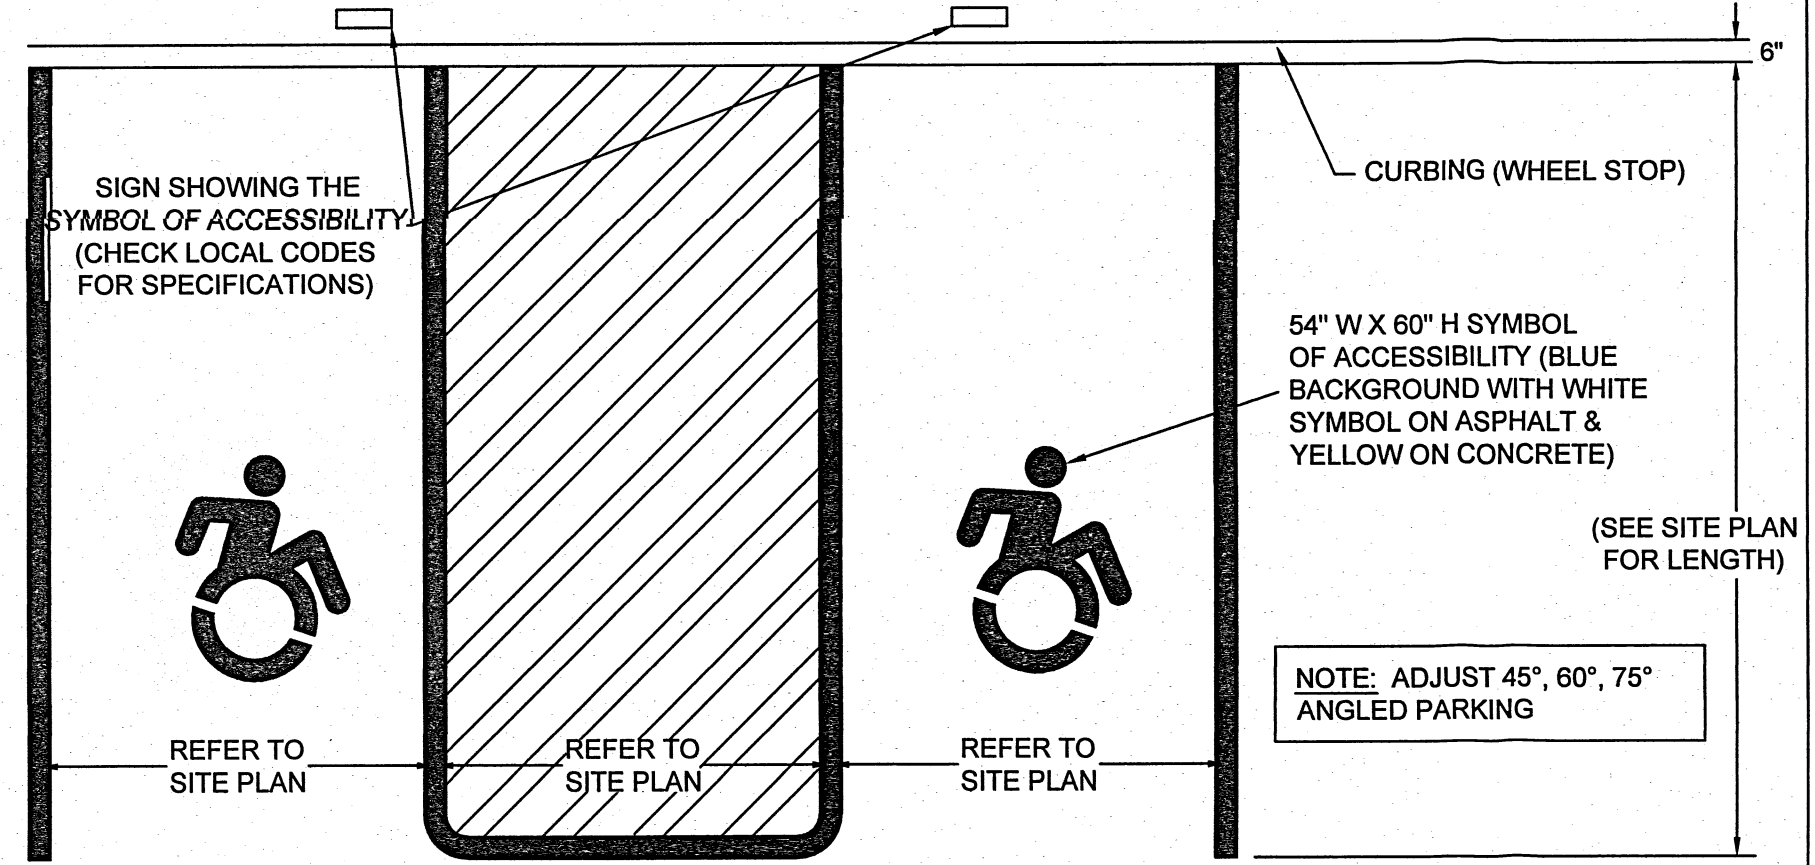 6"
CURBING (WHEEL STOP)
SIGN SHOWING THE
SYMBOL OF ACCESSIBILITY
(CHECK LOCAL CODES
FOR SPECIFICATIONS)
54" W X 60" H SYMBOL
OF ACCESSIBILITY (BLUE
BACKGROUND WITH WHITE
SYMBOL ON ASPHALT &
YELLOW ON CONCRETE)
(SEE SITE PLAN
FOR LENGTH)
NOTE: ADJUST 45°, 60°, 75°
ANGLED PARKING
REFER TO
SITE PLAN
REFER TO
SITE PLAN
REFER TO
SITE PLAN